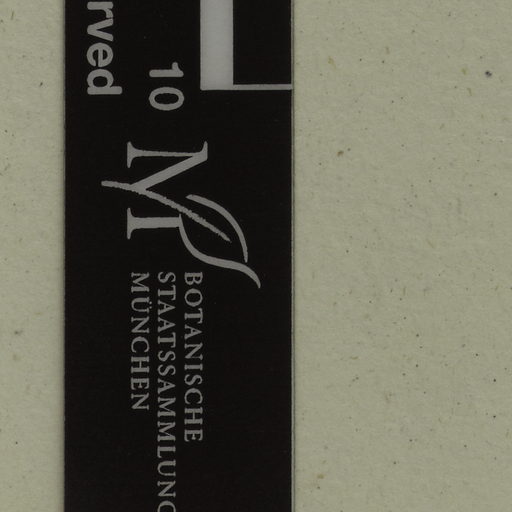 rved
10
M
BOTANISCHE
STAATSSAMMLUNG
MÜNCHEN